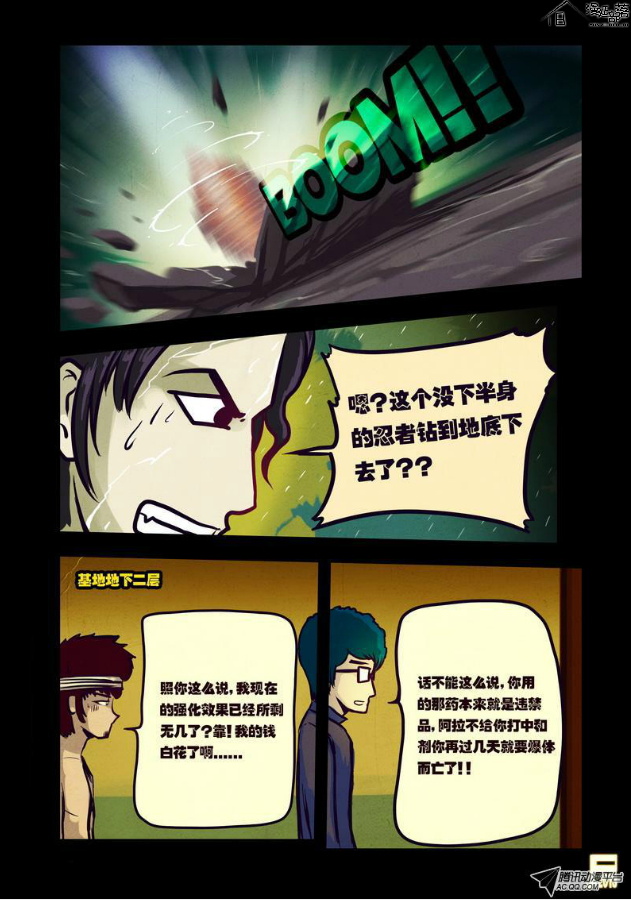 漫征部落
BOOM!!
嗯?这个没下半身
的忍者钻到地底下
去了??
基地地下二层
照你这么说,我现在
的强化效果已经所剩
无几了?靠!我的钱
白花了啊……
话不能这么说,你用
的那药本来就是违禁
品,阿拉不给你打中和
剂你再过几天就要爆体
而亡了!!
腾讯动漫平台
AC.QQ.COM